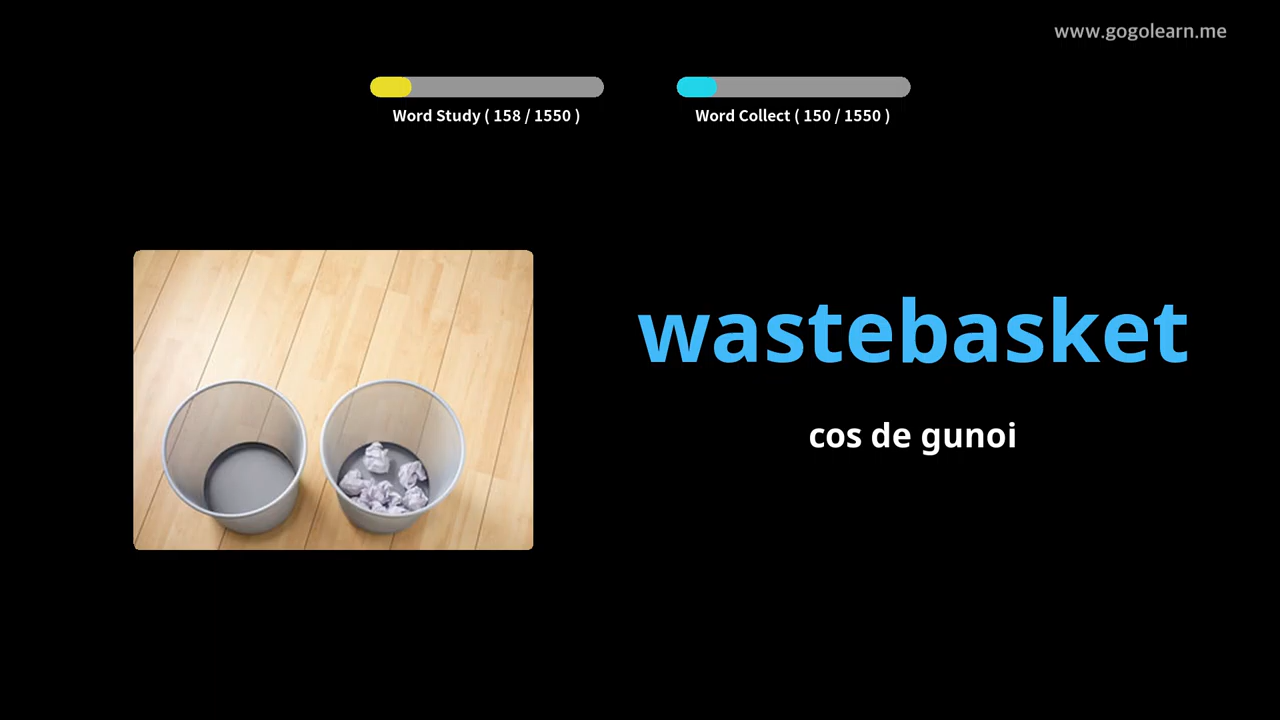 www.gogolearn.me
Word Study ( 158 / 1550 )
Word Collect ( 150 / 1550 )
wastebasket
cos de gunoi